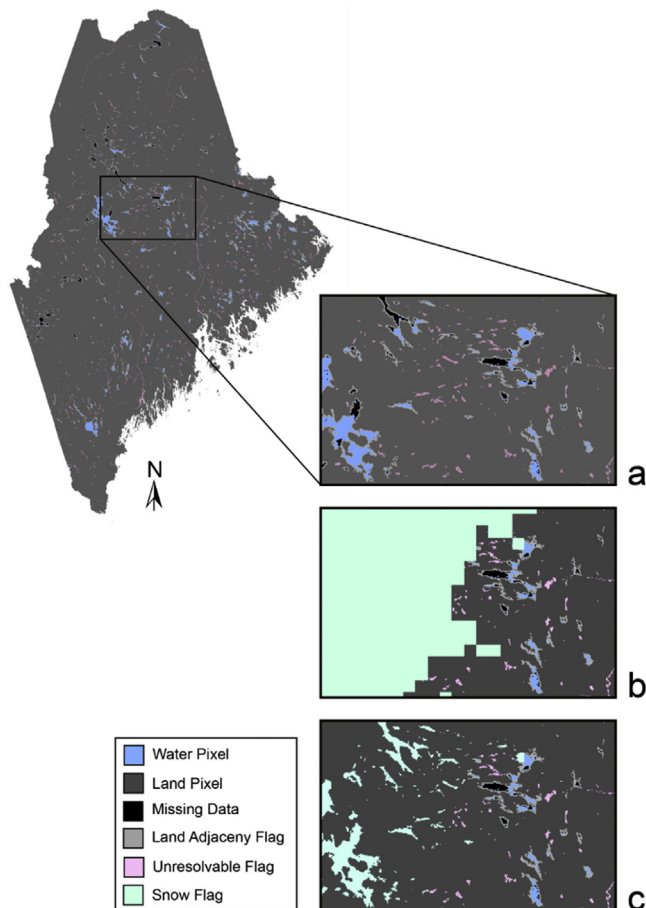 N
a
b
c
Water Pixel
Land Pixel
Missing Data
Land Adjaceny Flag
Unresolvable Flag
Snow Flag